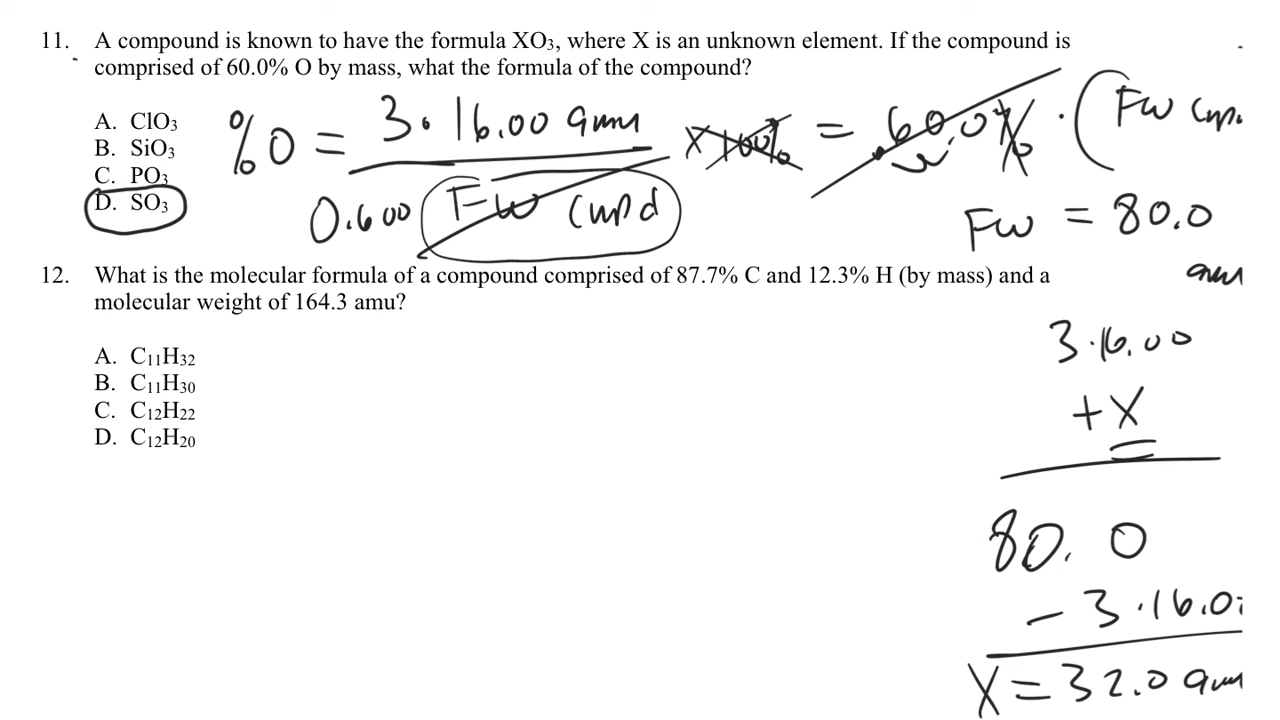 11. A compound is known to have the formula XO₃, where X is an unknown element. If the compound is
comprised of 60.0% O by mass, what the formula of the compound?
A. ClO₃
B. SiO₃
C. PO₃
D. SO₃
%O = 3·16.00 amu x100% = .60.0% · (FW
0.600 FW Cmpd
FW = 80.0
amu
12. What is the molecular formula of a compound comprised of 87.7% C and 12.3% H (by mass) and a
molecular weight of 164.3 amu?
A. C₁₁H₃₂
B. C₁₁H₃₀
C. C₁₂H₂₂
D. C₁₂H₂₀
3·16.00
+X
80.0
- 3·16.0
X = 32.0 amu